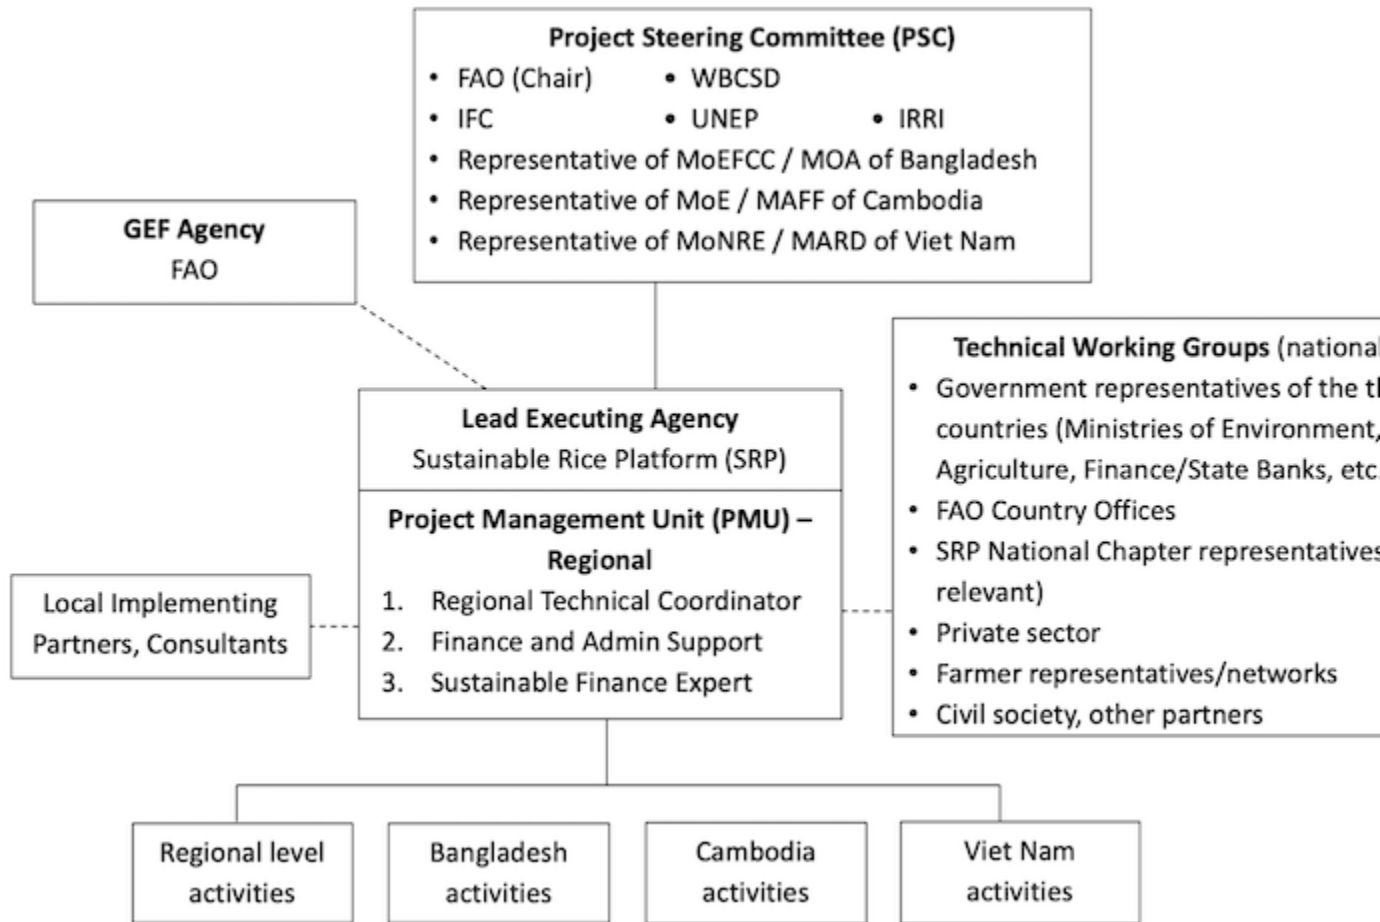 Project Steering Committee (PSC)
• FAO (Chair) • WBCSD
• IFC • UNEP • IRRI
• Representative of MoEFCC / MOA of Bangladesh
• Representative of MoE / MAFF of Cambodia
• Representative of MoNRE / MARD of Viet Nam
GEF Agency
FAO
Lead Executing Agency
Sustainable Rice Platform (SRP)
Project Management Unit (PMU) –
Regional
1. Regional Technical Coordinator
2. Finance and Admin Support
3. Sustainable Finance Expert
Technical Working Groups (national
• Government representatives of the
countries (Ministries of Environment,
Agriculture, Finance/State Banks, etc.
• FAO Country Offices
• SRP National Chapter representatives
relevant)
• Private sector
• Farmer representatives/networks
• Civil society, other partners
Local Implementing
Partners, Consultants
Regional level
activities
Bangladesh
activities
Cambodia
activities
Viet Nam
activities